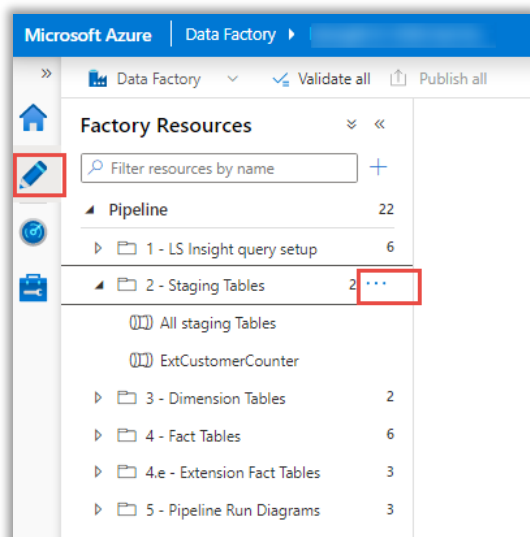 Microsoft Azure Data Factory
Data Factory Validate all Publish all
Factory Resources
Filter resources by name
Pipeline 22
1 - LS Insight query setup 6
2 - Staging Tables 2
All staging Tables
ExtCustomerCounter
3 - Dimension Tables 2
4 - Fact Tables 6
4.e - Extension Fact Tables 3
5 - Pipeline Run Diagrams 3